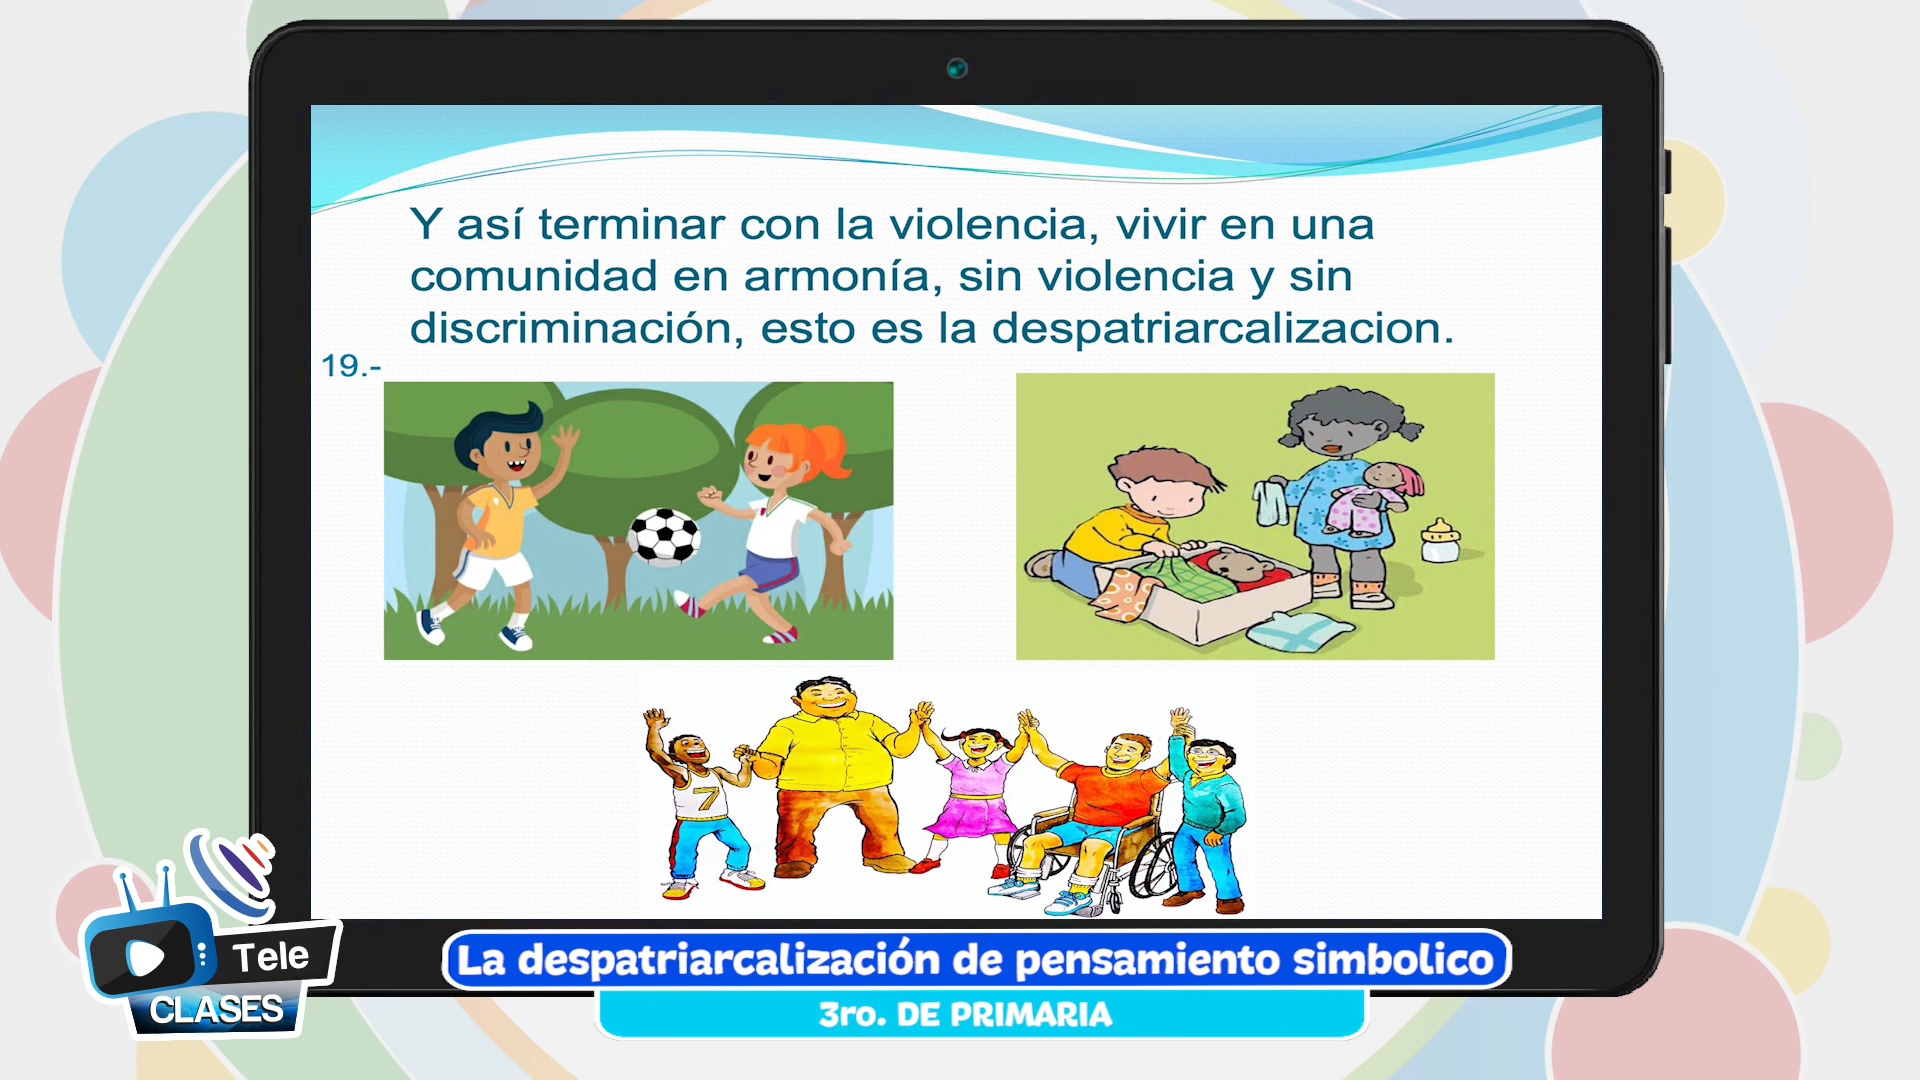 Y así terminar con la violencia, vivir en una
comunidad en armonía, sin violencia y sin
discriminación, esto es la despatriarcalizacion.
19.-
7
Tele
CLASES
La despatriarcalización de pensamiento simbolico
3ro. DE PRIMARIA